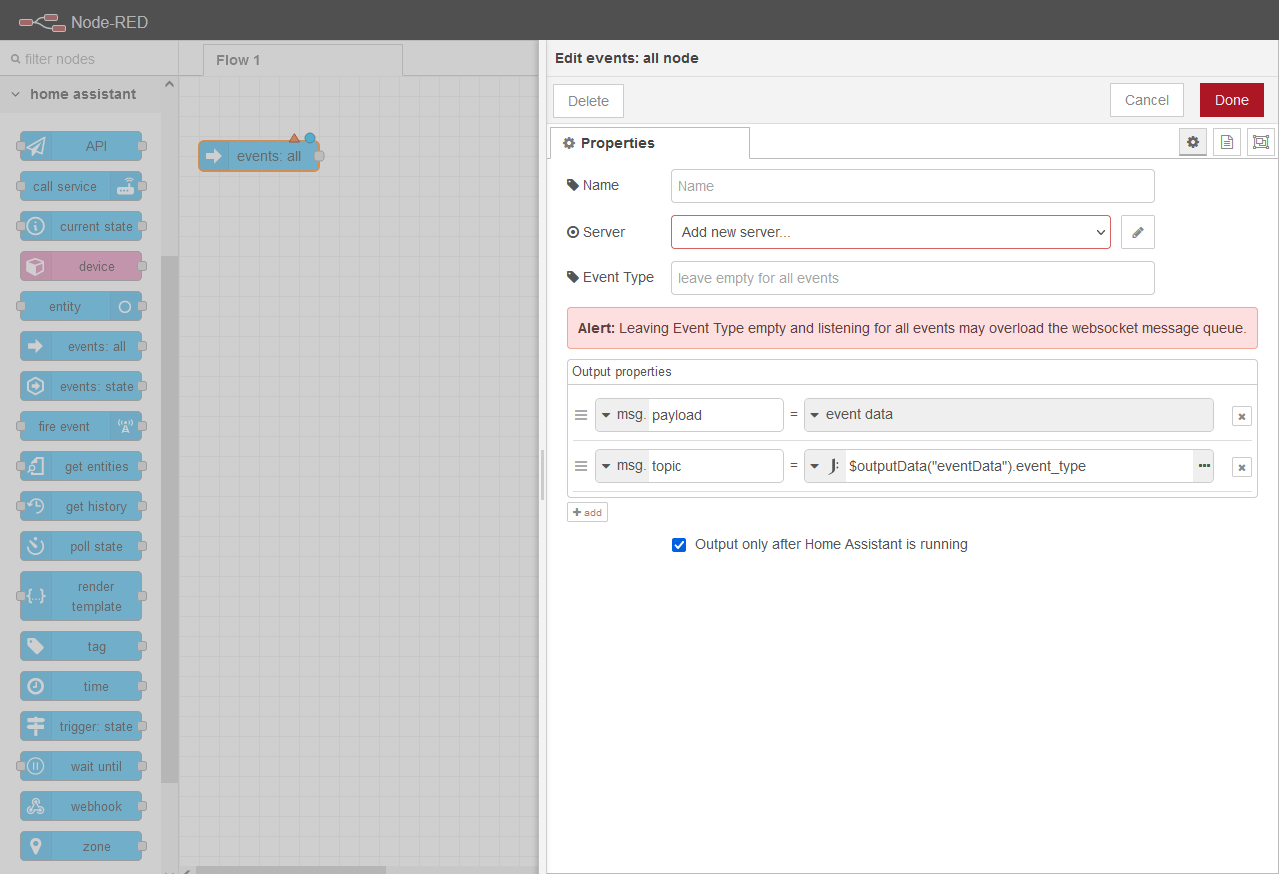 Node-RED
filter nodes
Flow 1
home assistant
API
call service
current state
device
entity
events: all
events: state
fire event
get entities
get history
poll state
render
template
tag
time
trigger: state
wait until
webhook
zone
events: all
Edit events: all node
Delete
Cancel
Done
Properties
Name
Name
Server
Add new server...
Event Type
leave empty for all events
Alert: Leaving Event Type empty and listening for all events may overload the websocket message queue.
Output properties
msg. payload = event data
msg. topic = J: $outputData("eventData").event_type
+ add
Output only after Home Assistant is running